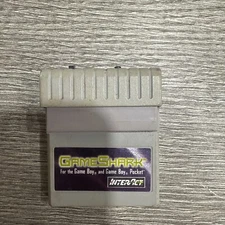 GAMESHARK
For the Game Boy, and Game Boy, Pocket
INTERACT